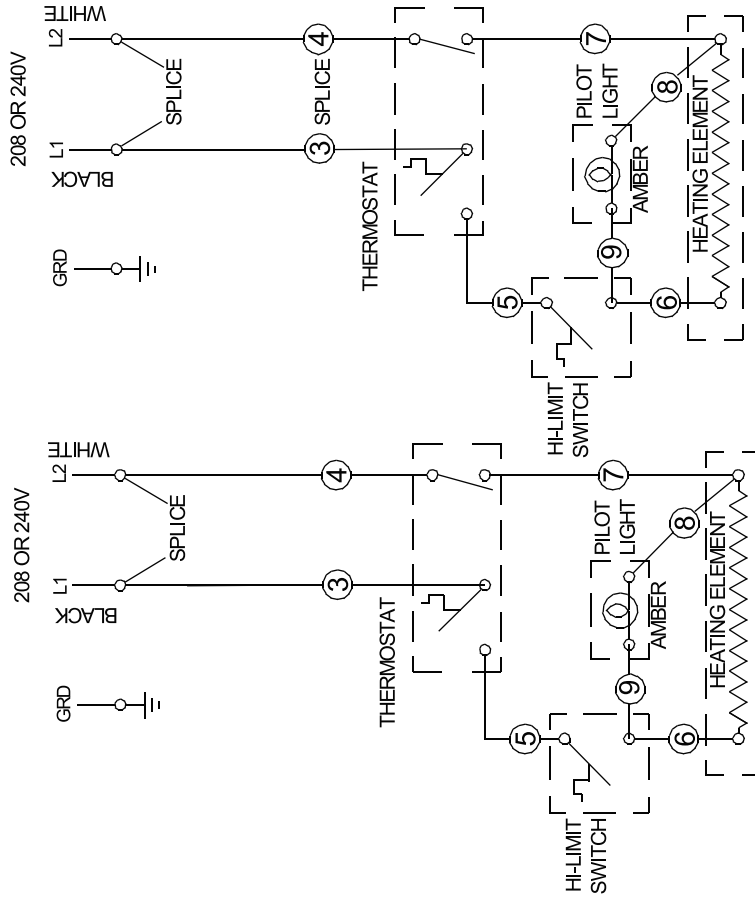 208 OR 240V
GRD
BLACK
L1
L2
WHITE
SPLICE
3
4
THERMOSTAT
5
HI-LIMIT
SWITCH
9
PILOT
LIGHT
AMBER
7
6
8
HEATING ELEMENT
208 OR 240V
GRD
BLACK
L1
L2
WHITE
SPLICE
3
SPLICE
4
THERMOSTAT
5
HI-LIMIT
SWITCH
9
PILOT
LIGHT
AMBER
7
6
8
HEATING ELEMENT